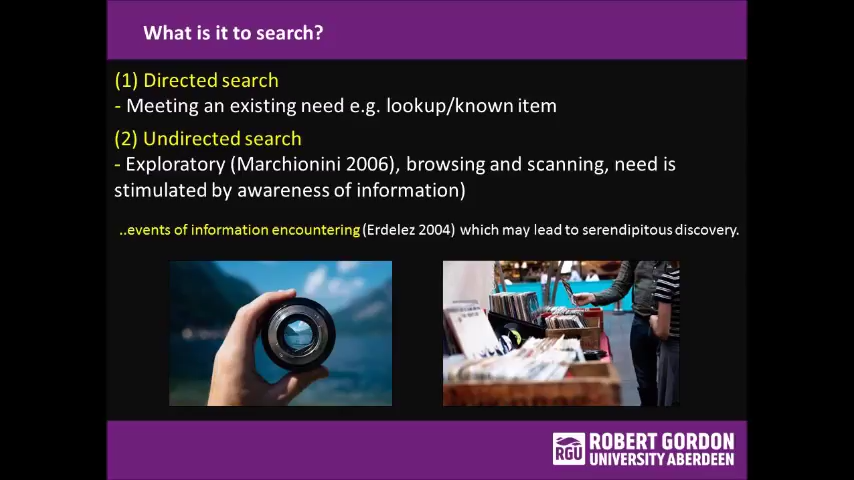 What is it to search?
(1) Directed search
- Meeting an existing need e.g. lookup/known item
(2) Undirected search
- Exploratory (Marchionini 2006), browsing and scanning, need is
stimulated by awareness of information)
..events of information encountering (Erdelez 2004) which may lead to serendipitous discovery.
RGU
ROBERT GORDON
UNIVERSITY ABERDEEN